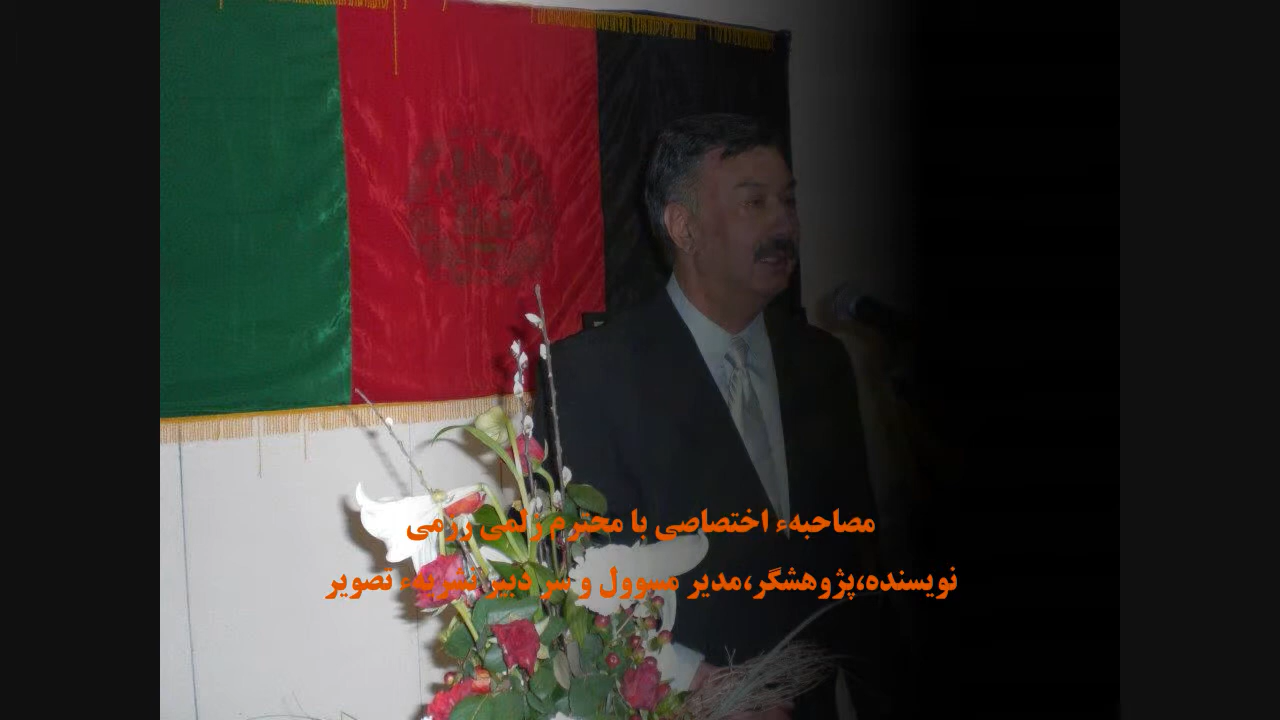 مصاحبهء اختصاصی با محترم زلمی رزمی
نویسنده،پژوهشگر،مدیر مسوول و سر دبیر نشریهء تصویر